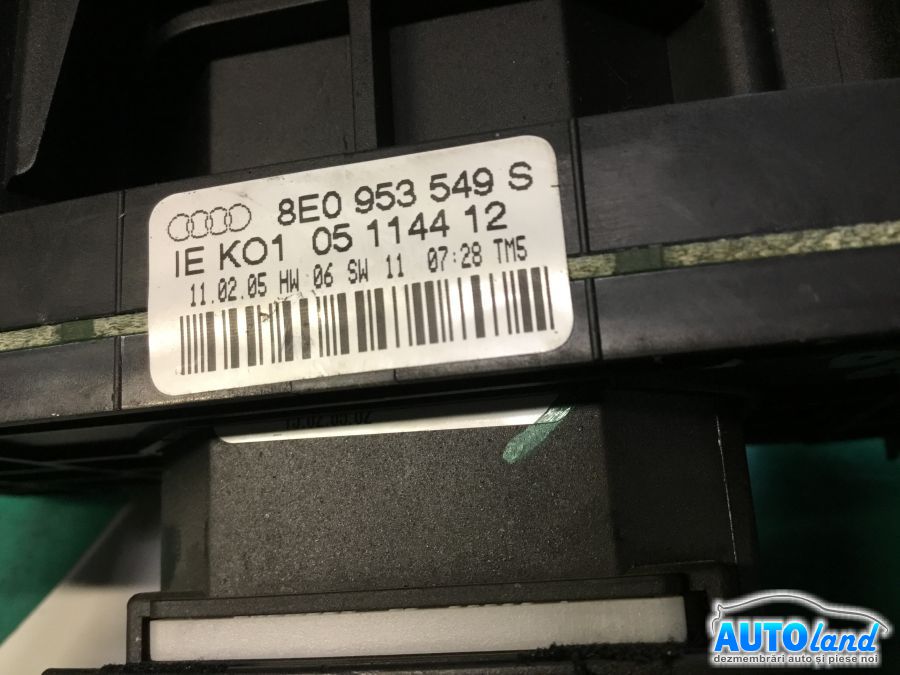 8E0 953 549 S
IE KO1 05 1144 12
11.02.05 HW 06 SW 11 07:28 TM5
AUTOland
dezmembrări auto și piese noi